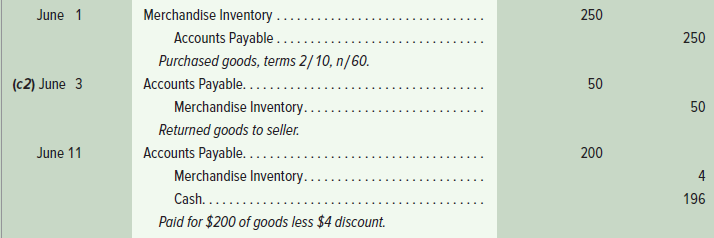 June 1 Merchandise Inventory . . . . . . . . . . . . . . . . . . . . . . . . . . . . . . . 250
Accounts Payable . . . . . . . . . . . . . . . . . . . . . . . . . . . . . . . 250
Purchased goods, terms 2/10, n/60.
(c2) June 3 Accounts Payable. . . . . . . . . . . . . . . . . . . . . . . . . . . . . . . . . . . . 50
Merchandise Inventory. . . . . . . . . . . . . . . . . . . . . . . . . . . 50
Returned goods to seller.
June 11 Accounts Payable. . . . . . . . . . . . . . . . . . . . . . . . . . . . . . . . . . . . 200
Merchandise Inventory. . . . . . . . . . . . . . . . . . . . . . . . . . . 4
Cash. . . . . . . . . . . . . . . . . . . . . . . . . . . . . . . . . . . . . . . . . . 196
Paid for $200 of goods less $4 discount.